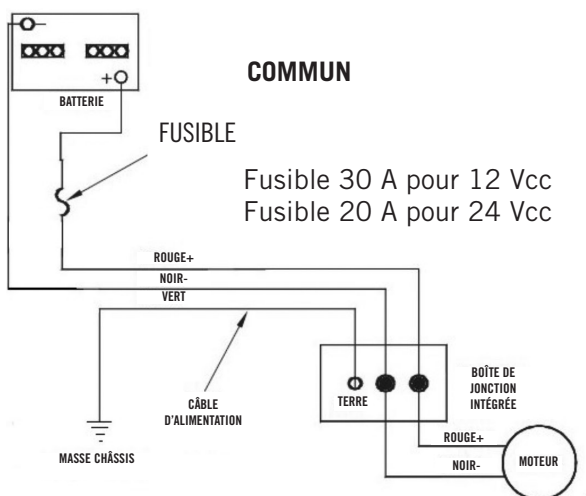 COMMUN
-
+
BATTERIE
FUSIBLE
Fusible 30 A pour 12 Vcc
Fusible 20 A pour 24 Vcc
ROUGE+
NOIR-
VERT
CÂBLE
D'ALIMENTATION
MASSE CHÂSSIS
TERRE
BOÎTE DE
JONCTION
INTÉGRÉE
ROUGE+
NOIR-
MOTEUR